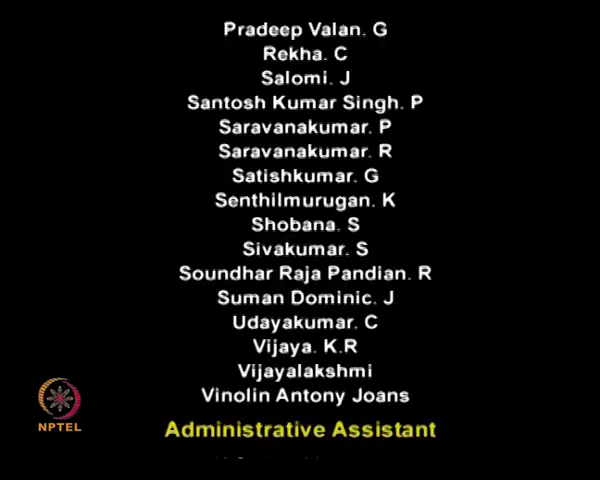 Pradeep Valan. G
Rekha. C
Salomi. J
Santosh Kumar Singh. P
Saravanakumar. P
Saravanakumar. R
Satishkumar. G
Senthilmurugan. K
Shobana. S
Sivakumar. S
Soundhar Raja Pandian. R
Suman Dominic. J
Udayakumar. C
Vijaya. K.R
Vijayalakshmi
Vinolin Antony Joans
NPTEL
Administrative Assistant